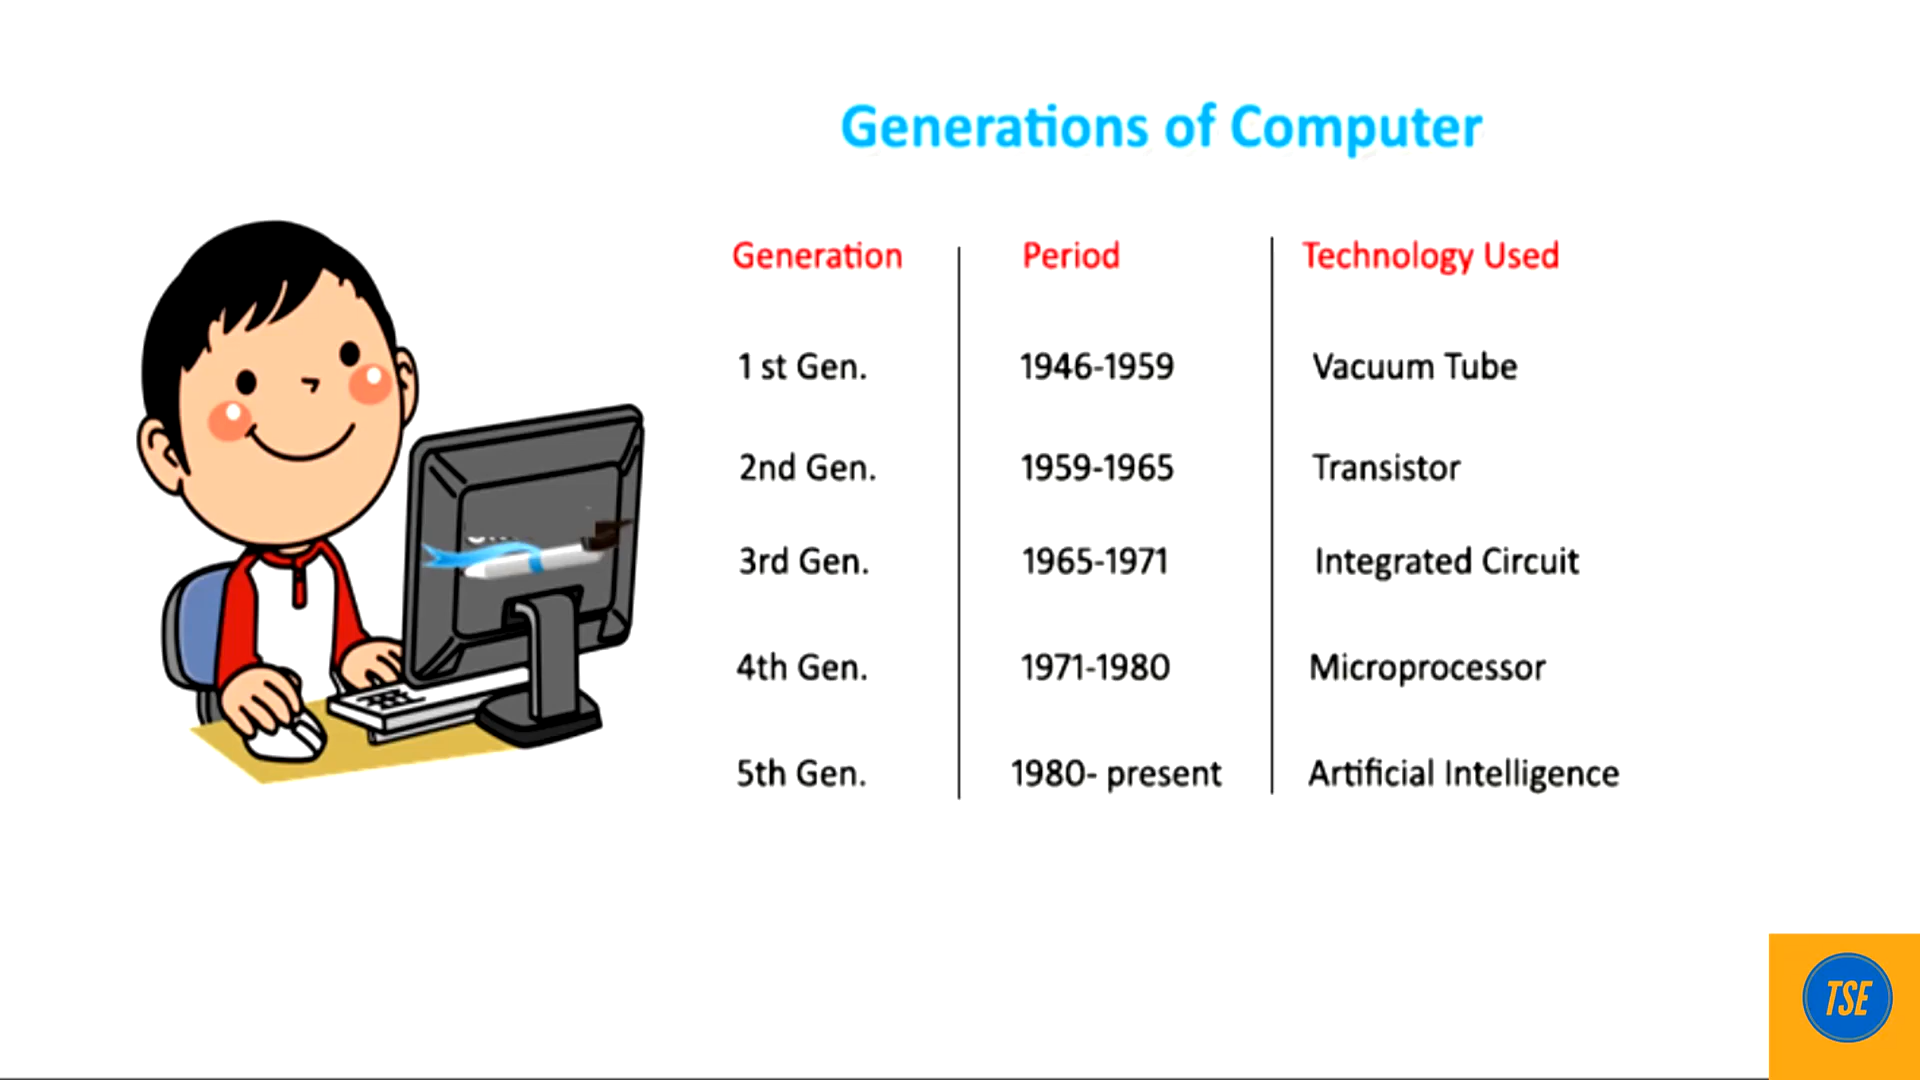 Generations of Computer
Generation Period Technology Used
1 st Gen. 1946-1959 Vacuum Tube
2nd Gen. 1959-1965 Transistor
3rd Gen. 1965-1971 Integrated Circuit
4th Gen. 1971-1980 Microprocessor
5th Gen. 1980- present Artificial Intelligence
TSE